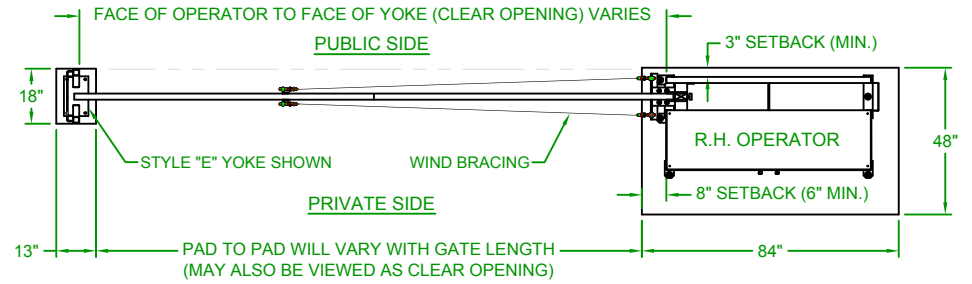 FACE OF OPERATOR TO FACE OF YOKE (CLEAR OPENING) VARIES
PUBLIC SIDE
3" SETBACK (MIN.)
18"
R.H. OPERATOR
48"
STYLE "E" YOKE SHOWN
WIND BRACING
8" SETBACK (6" MIN.)
PRIVATE SIDE
13"
PAD TO PAD WILL VARY WITH GATE LENGTH
(MAY ALSO BE VIEWED AS CLEAR OPENING)
84"